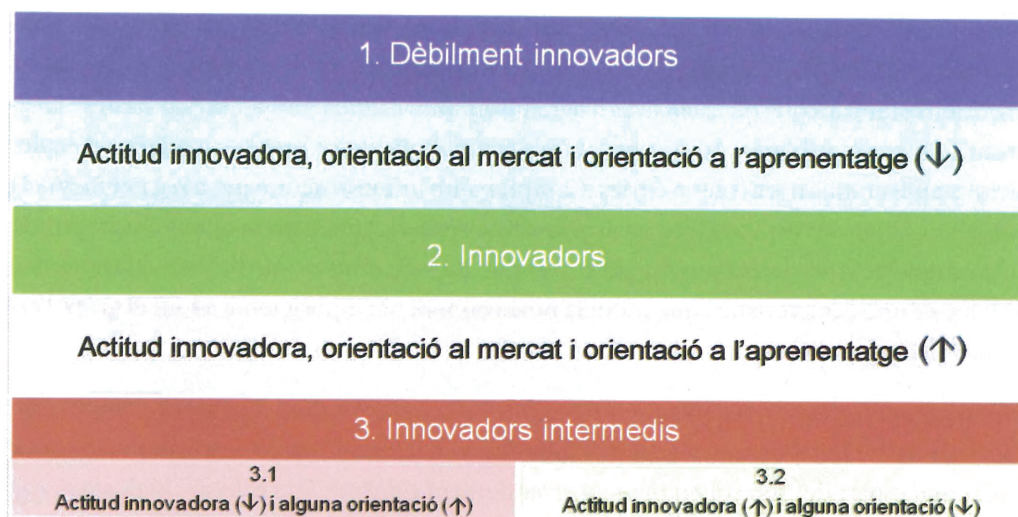 1. Dèbilment innovadors
Actitud innovadora, orientació al mercat i orientació a l'aprenentatge (↓)
2. Innovadors
Actitud innovadora, orientació al mercat i orientació a l'aprenentatge (↑)
3. Innovadors intermedis
3.1
Actitud innovadora (↓) i alguna orientació (↑)
3.2
Actitud innovadora (↑) i alguna orientació (↓)